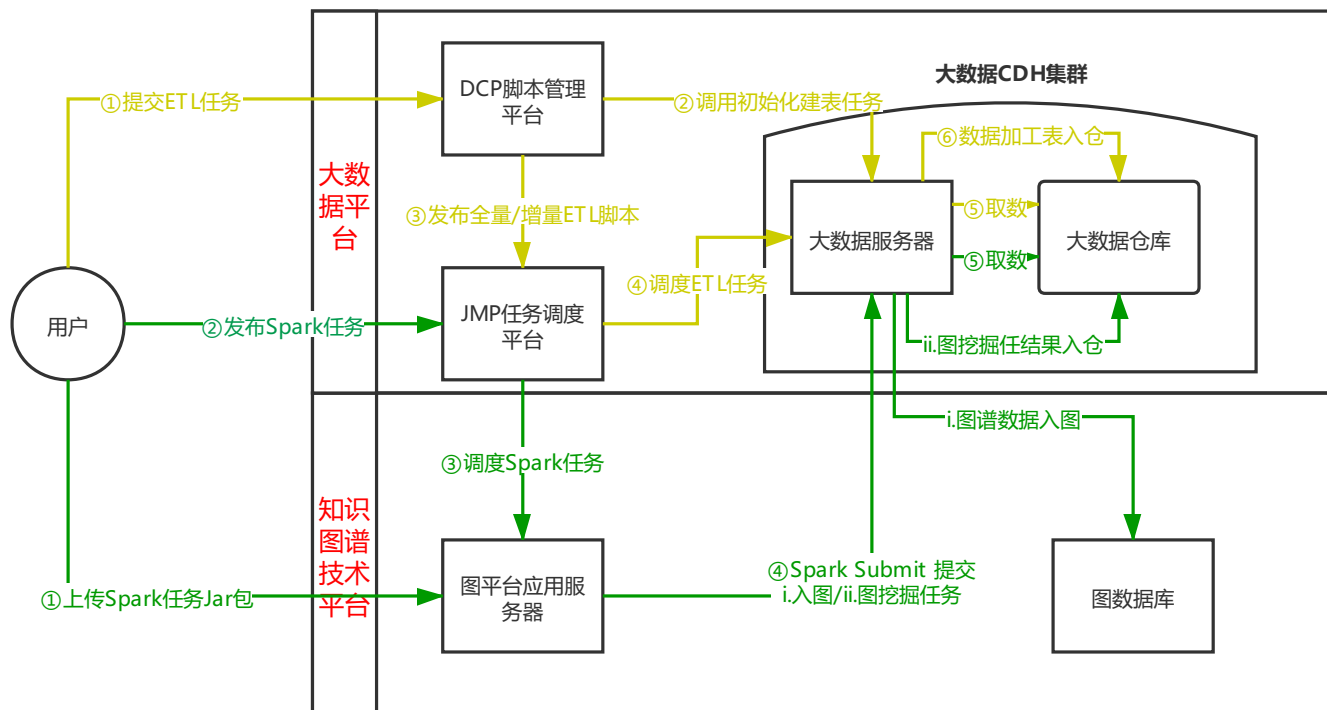 大数据CDH集群
DCP脚本管理
平台
①提交ETL任务
②调用初始化建表任务
⑥数据加工表入仓
大数
据平
台
③发布全量/增量ETL脚本
⑤取数
大数据服务器
大数据仓库
⑤取数
④调度ETL任务
用户
②发布Spark任务
JMP任务调度
平台
ii.图挖掘任结果入仓
i.图谱数据入图
③调度Spark任务
知识
图谱
技术
平台
①上传Spark任务Jar包
图平台应用服
务器
④Spark Submit 提交
i.入图/ii.图挖掘任务
图数据库